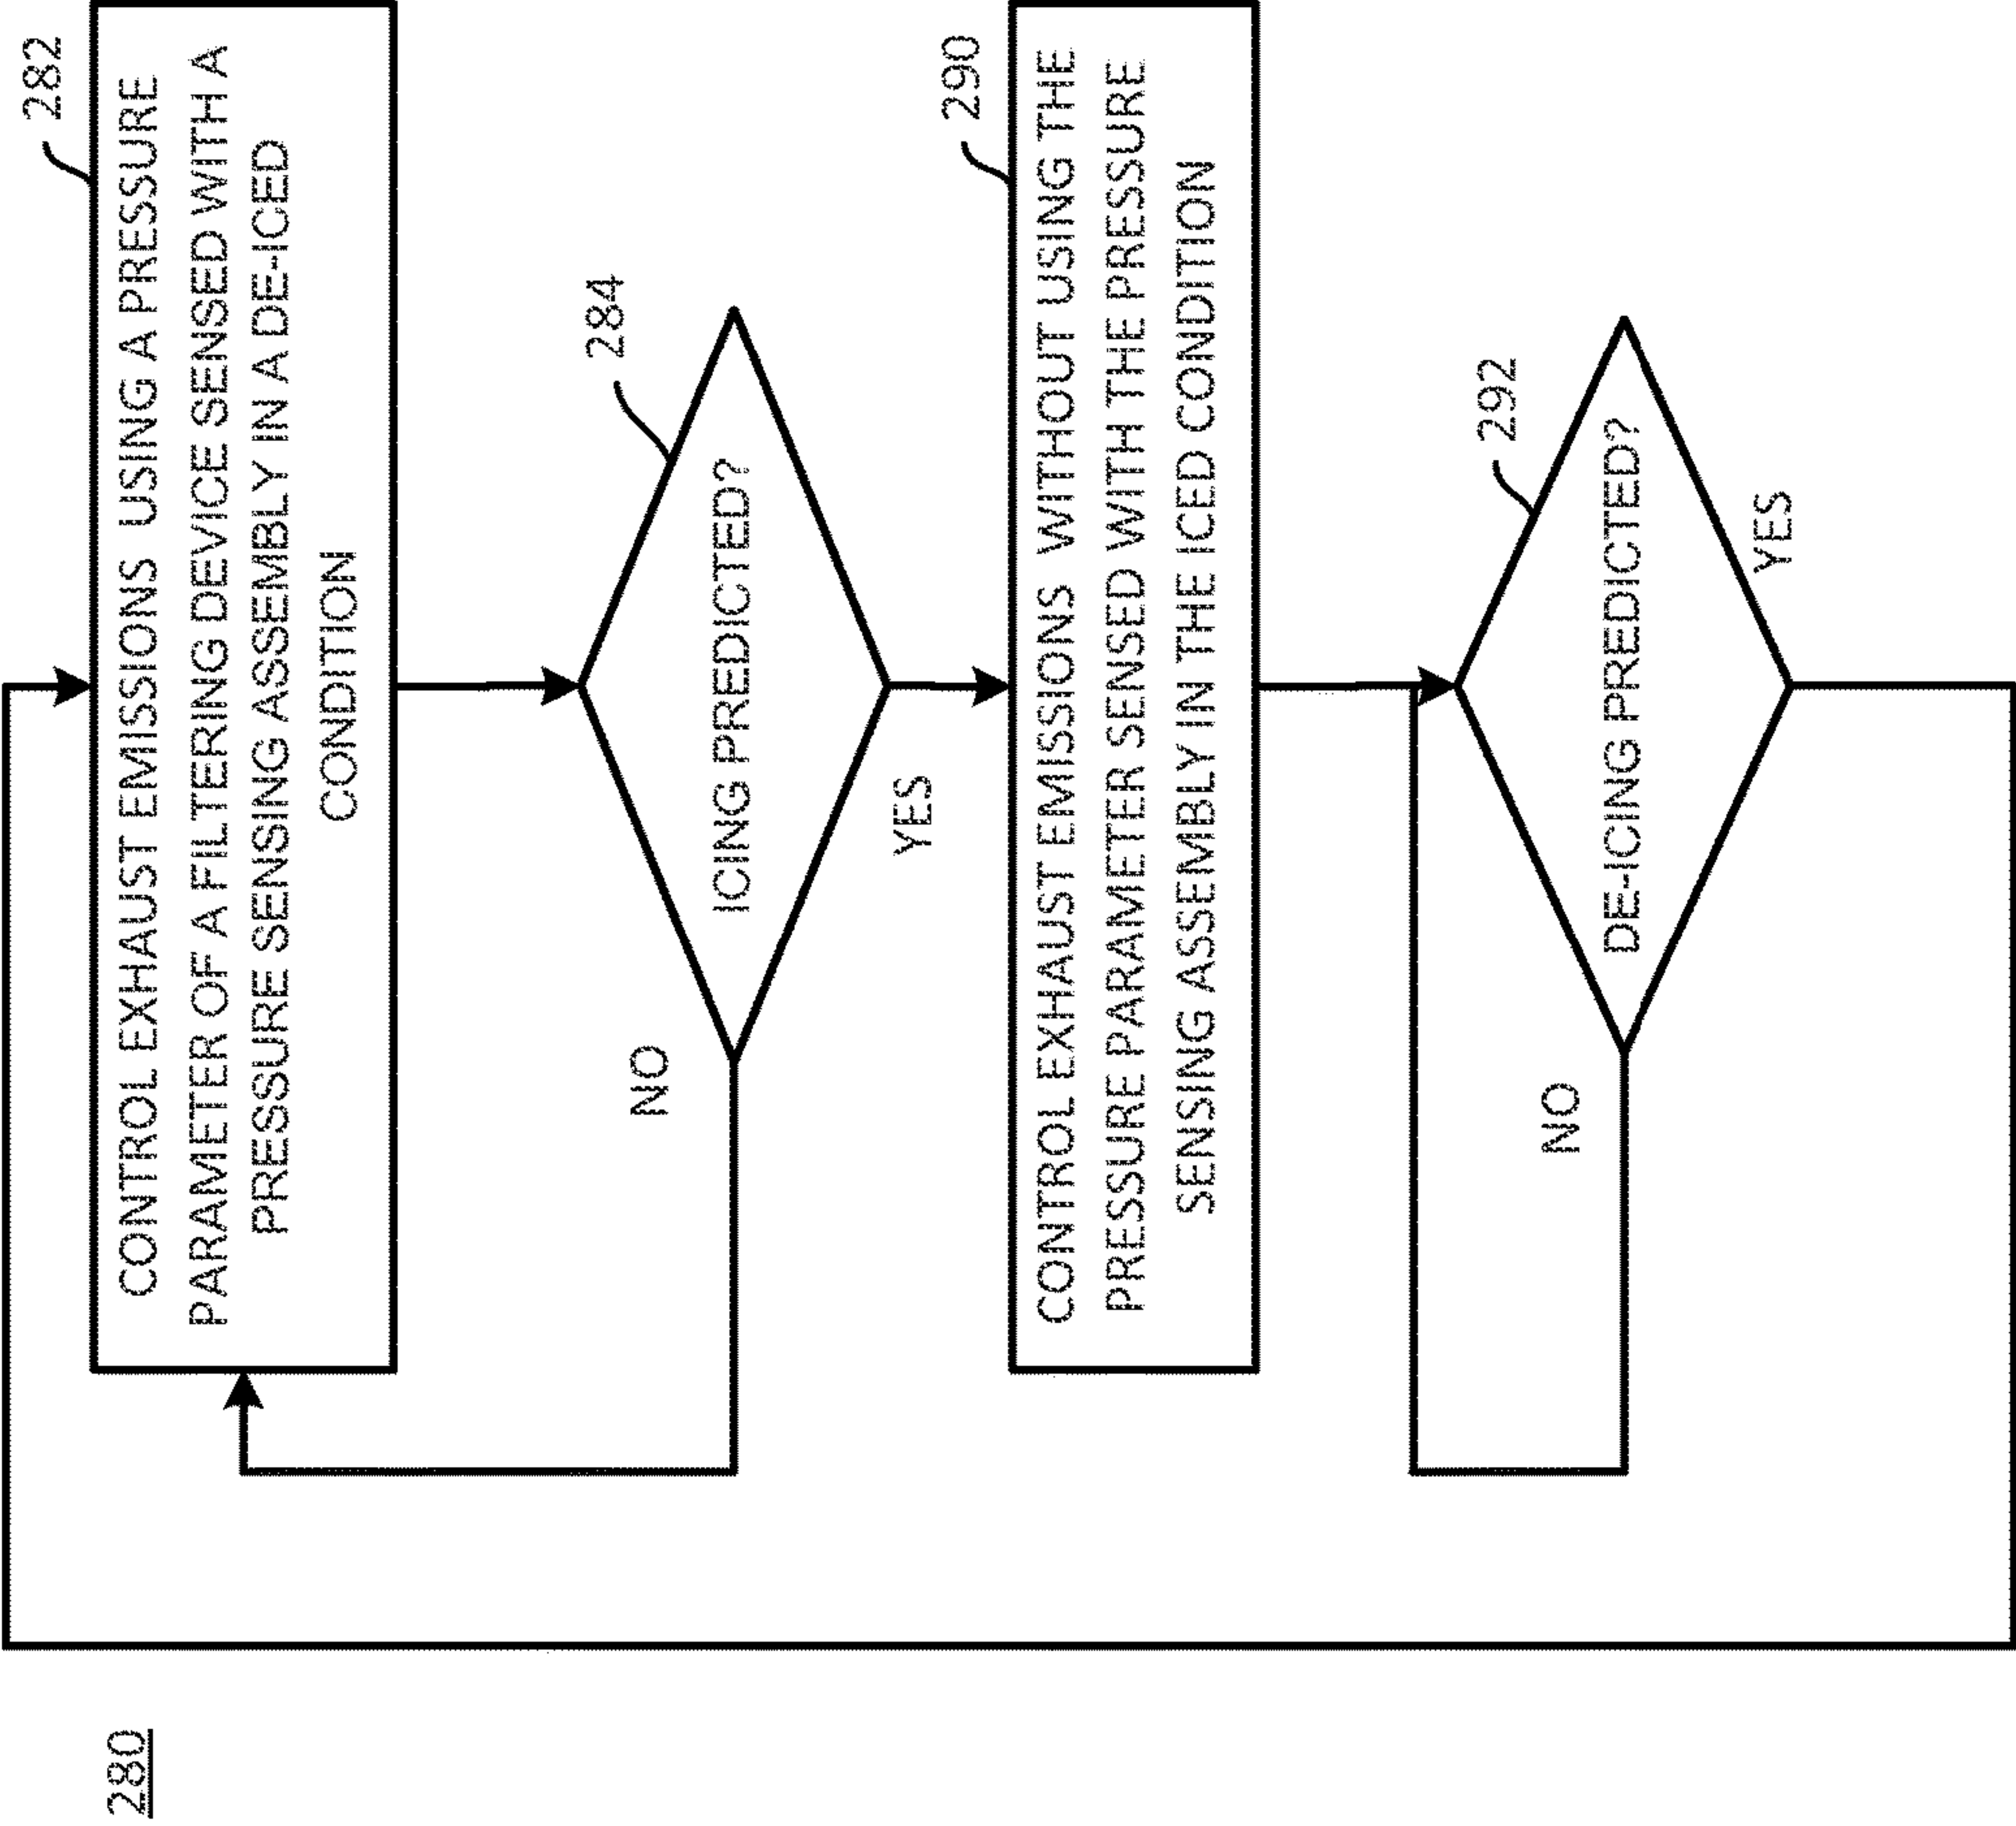 280
282
CONTROL EXHAUST EMISSIONS USING A PRESSURE
PARAMETER OF A FILTERING DEVICE SENSED WITH A
PRESSURE SENSING ASSEMBLY IN A DE-ICED
CONDITION
284
ICING PREDICTED?
NO
YES
290
CONTROL EXHAUST EMISSIONS WITHOUT USING THE
PRESSURE PARAMETER SENSED WITH THE PRESSURE
SENSING ASSEMBLY IN THE ICED CONDITION
292
DE-ICING PREDICTED?
NO
YES